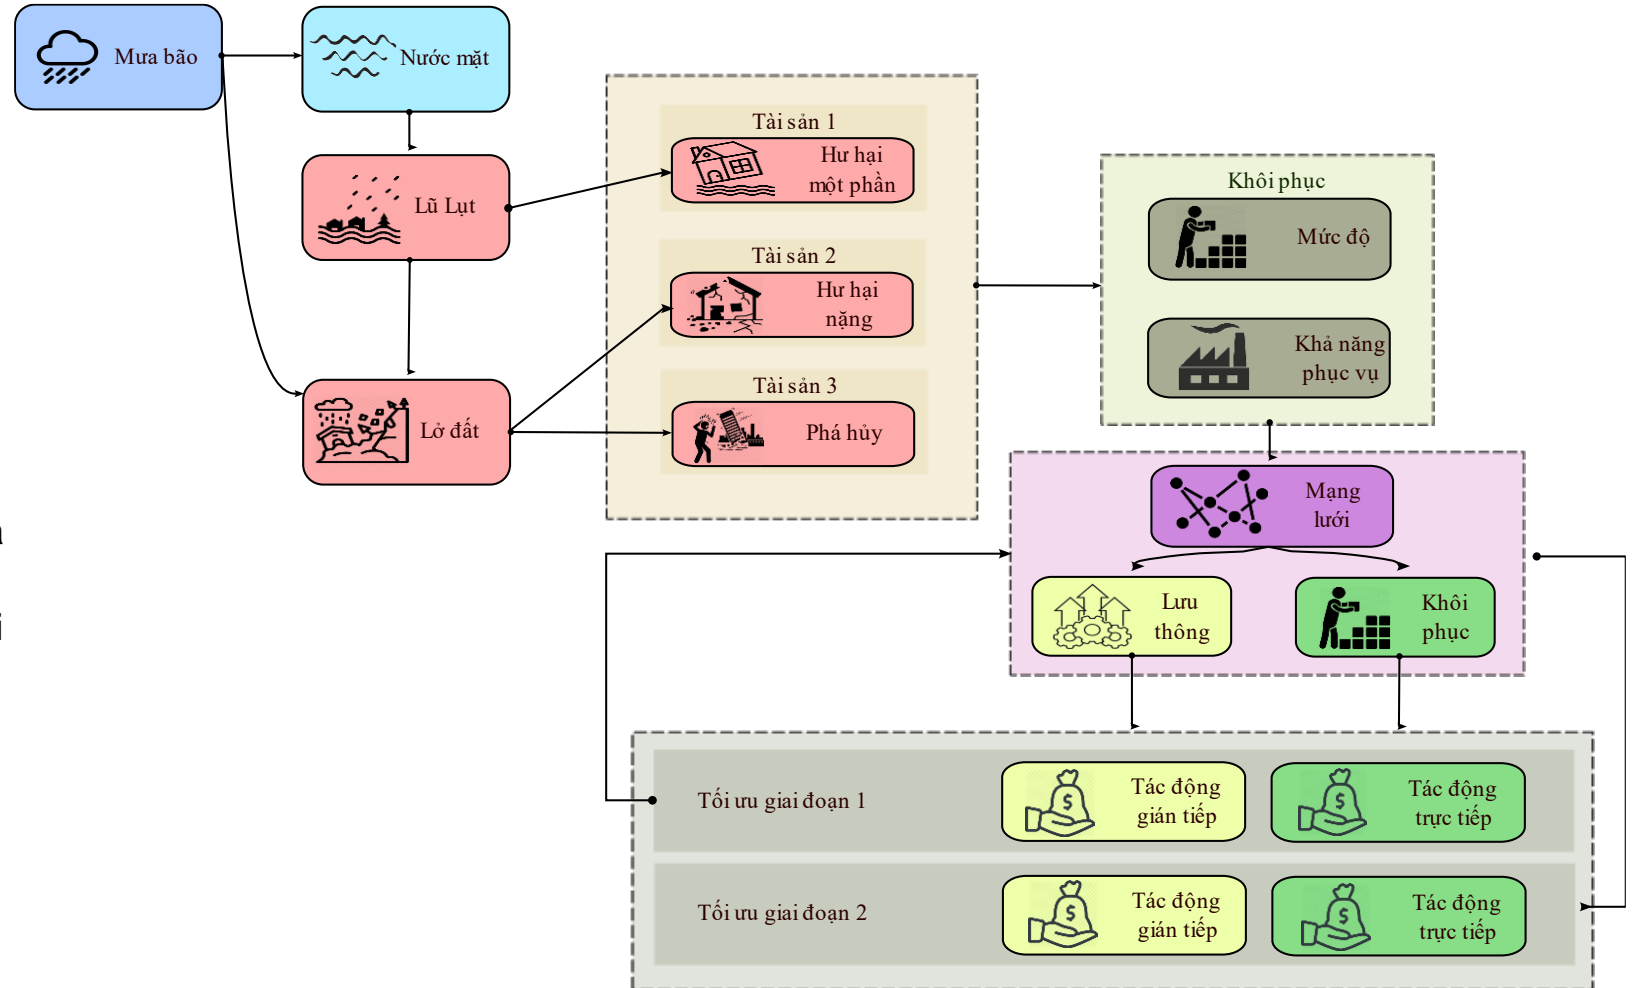 Mưa bão
Nước mặt
Lũ Lụt
Lở đất
Tài sản 1
Hư hại
một phần
Tài sản 2
Hư hại
nặng
Tài sản 3
Phá hủy
Khôi phục
Mức độ
Khả năng
phục vụ
Mạng
lưới
Lưu
thông
Khôi
phục
Tối ưu giai đoạn 1
Tác động
gián tiếp
Tác động
trực tiếp
Tối ưu giai đoạn 2
Tác động
gián tiếp
Tác động
trực tiếp